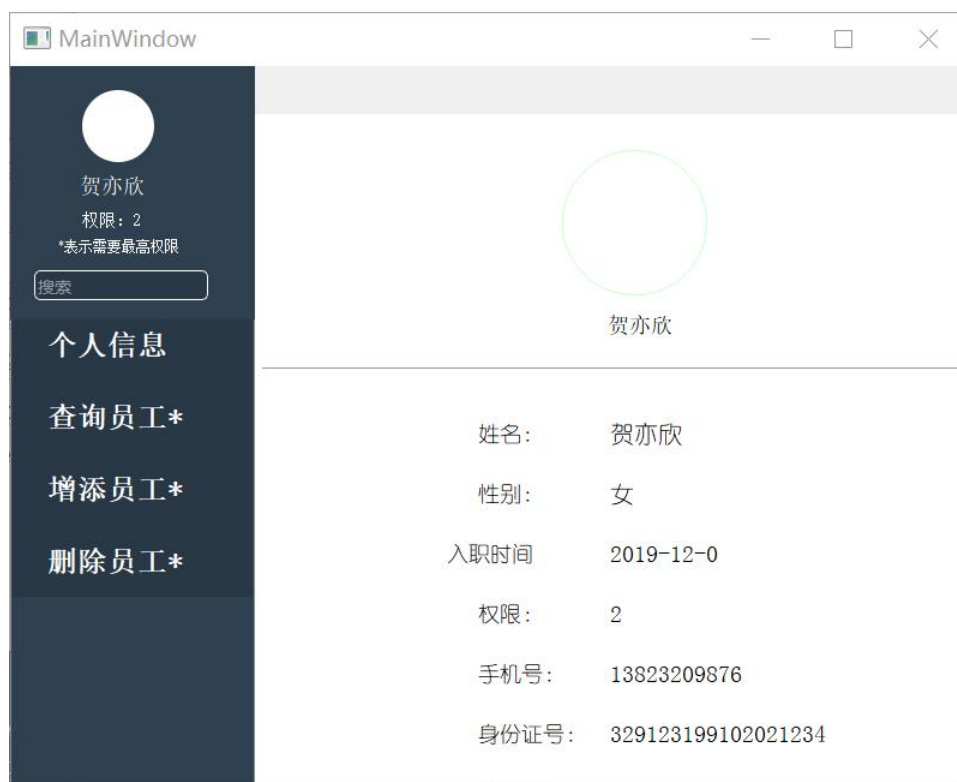 MainWindow
贺亦欣
权限：2
*表示需要最高权限
搜索
个人信息
查询员工*
增添员工*
删除员工*
贺亦欣
姓名： 贺亦欣
性别： 女
入职时间 2019-12-0
权限： 2
手机号： 13823209876
身份证号： 329123199102021234